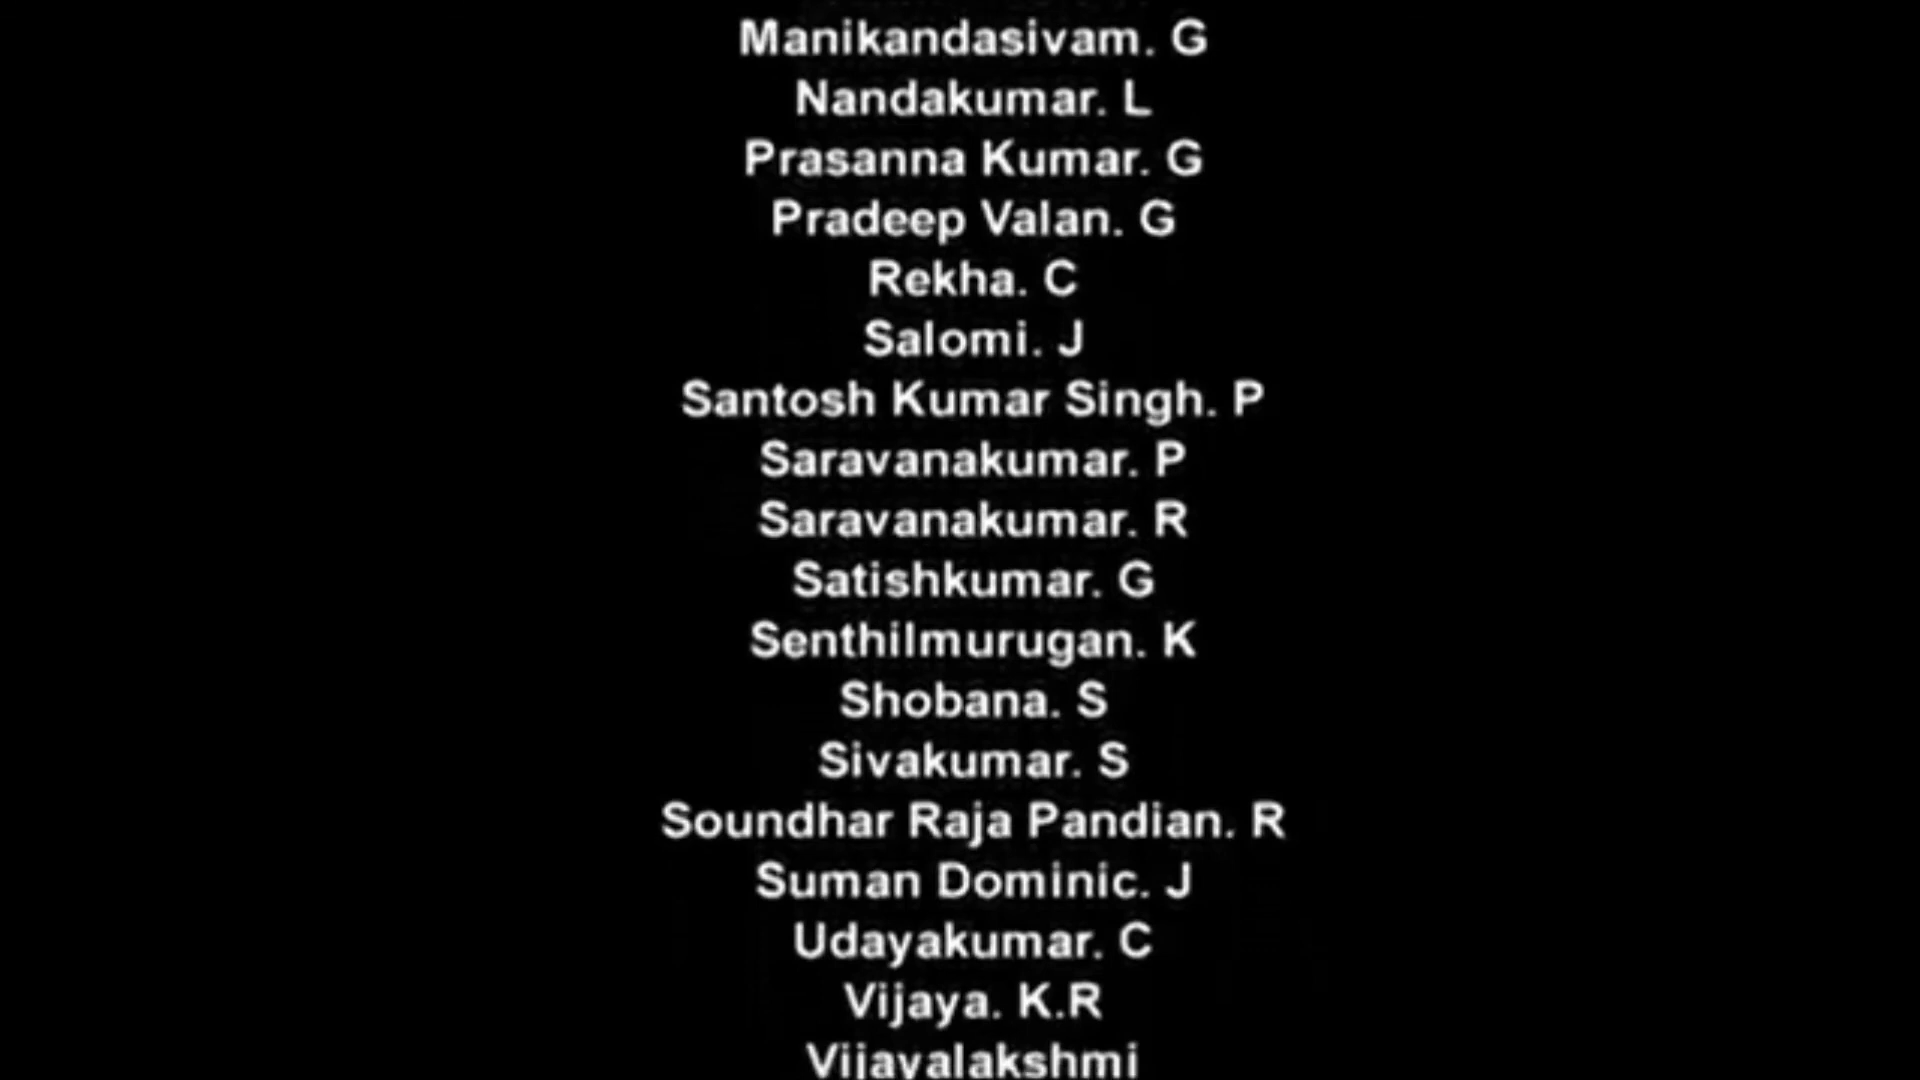 Manikandasivam. G
Nandakumar. L
Prasanna Kumar. G
Pradeep Valan. G
Rekha. C
Salomi. J
Santosh Kumar Singh. P
Saravanakumar. P
Saravanakumar. R
Satishkumar. G
Senthilmurugan. K
Shobana. S
Sivakumar. S
Soundhar Raja Pandian. R
Suman Dominic. J
Udayakumar. C
Vijaya. K.R
Vijayalakshmi